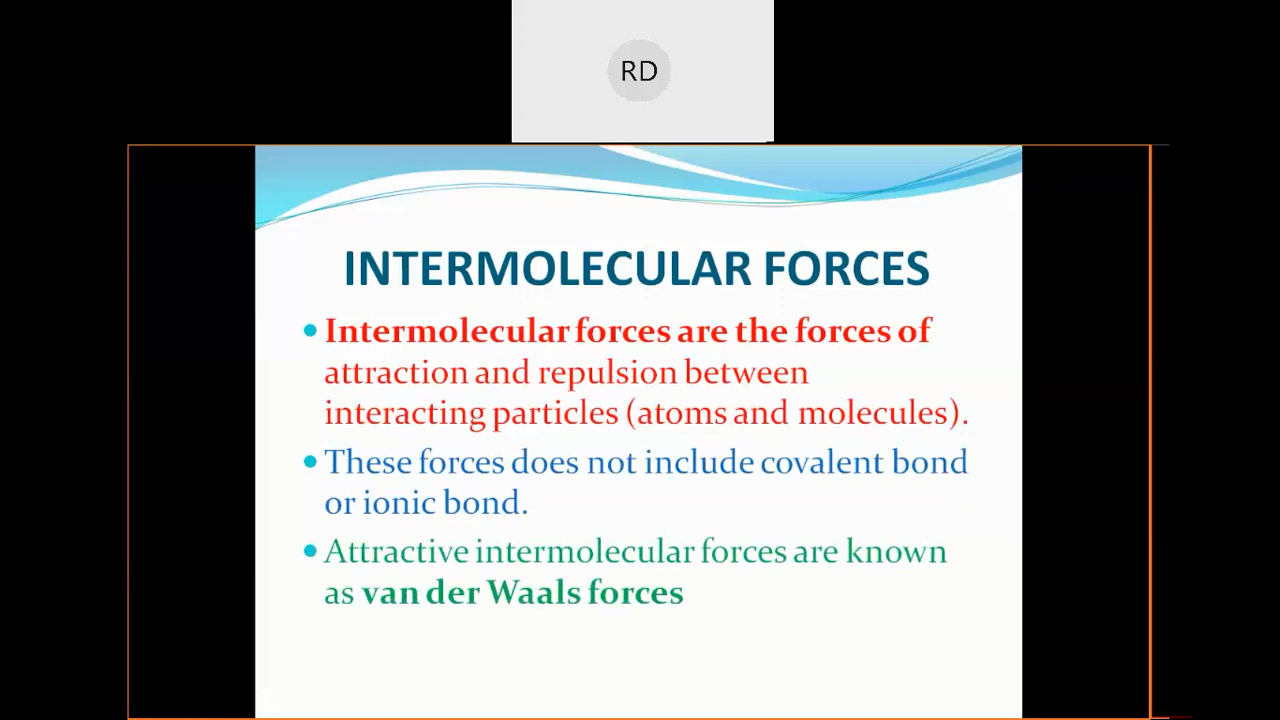 RD
INTERMOLECULAR FORCES
• Intermolecular forces are the forces of
attraction and repulsion between
interacting particles (atoms and molecules).
• These forces does not include covalent bond
or ionic bond.
• Attractive intermolecular forces are known
as van der Waals forces